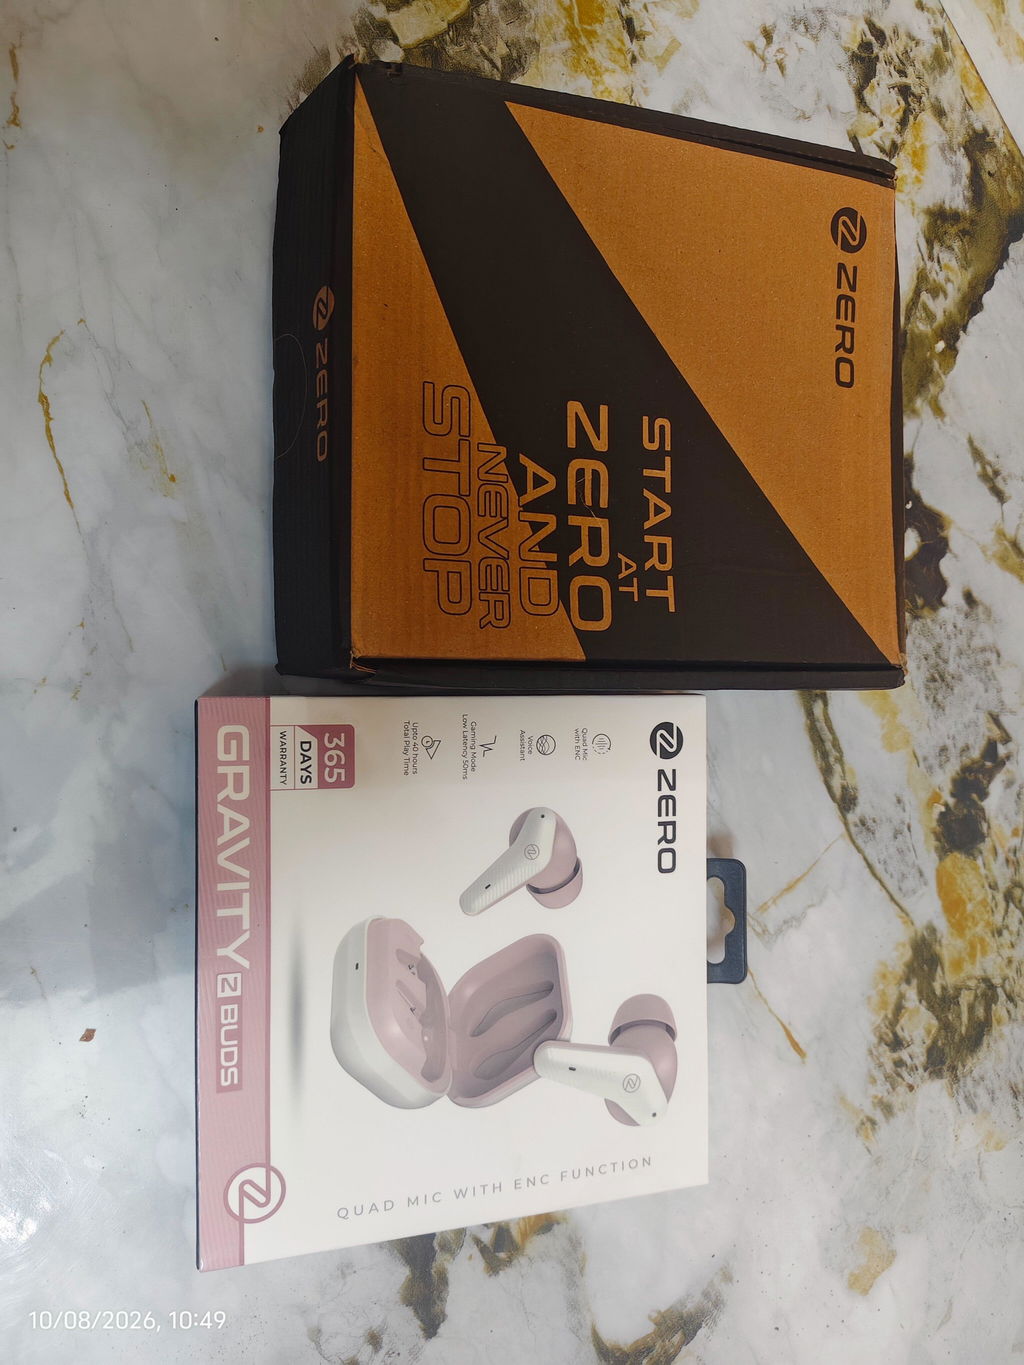 ZERO
START
AT
ZERO
AND
NEVER
STOP
ZERO
ZERO
Quad Mic
with ENC
Voice
Assistant
Gaming Mode
Low Latency 50ms
Upto 40 hours
Total Play Time
365
DAYS
WARRANTY
QUAD MIC WITH ENC FUNCTION
GRAVITY Z BUDS
10/08/2026, 10:49